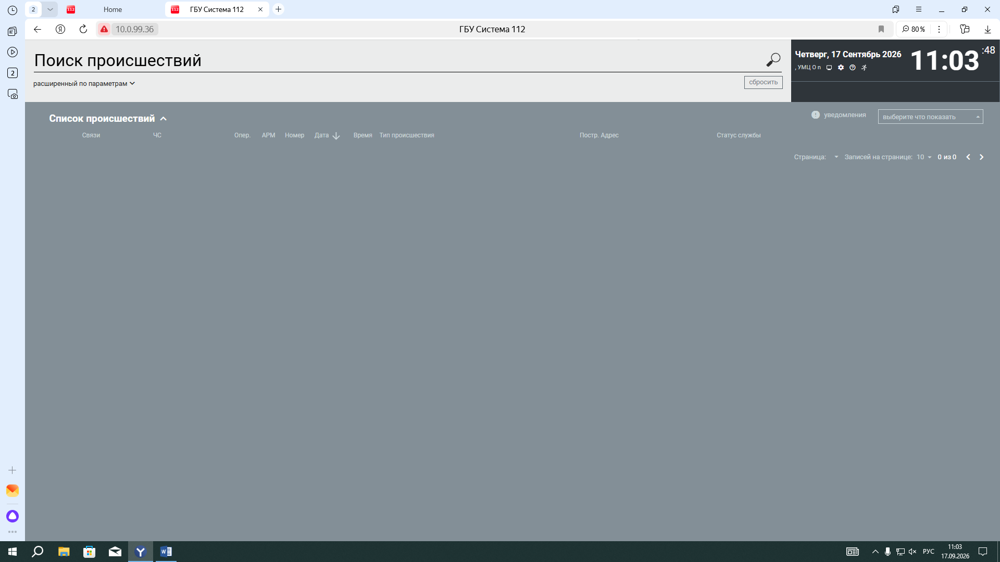 2
112 Home
112 ГБУ Система 112
10.0.99.36
ГБУ Система 112
80 %
2
Поиск происшествий
расширенный по параметрам
сбросить
Четверг, 17 Сентябрь 2026
, УМЦ О п
11:03 :48
Список происшествий
уведомления
выберите что показать
Связи ЧС Опер. АРМ Номер Дата Время Тип происшествия Постр. Адрес Статус службы
Страница: Записей на странице: 10 0 из 0
РУС
11:03
17.09.2026